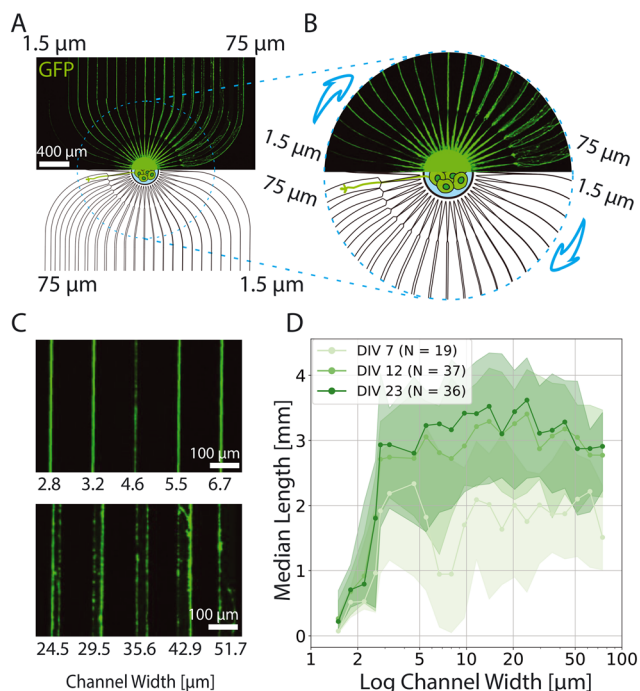 A
B
1.5 µm
75 µm
GFP
400 µm
75 µm
1.5 µm
1.5 µm
75 µm
75 µm
1.5 µm
C
D
100 µm
2.8 3.2 4.6 5.5 6.7
100 µm
24.5 29.5 35.6 42.9 51.7
Channel Width [µm]
DIV 7 (N = 19)
DIV 12 (N = 37)
DIV 23 (N = 36)
Median Length [mm]
4
3
2
1
0
1 2 5 10 20 50 100
Log Channel Width [µm]